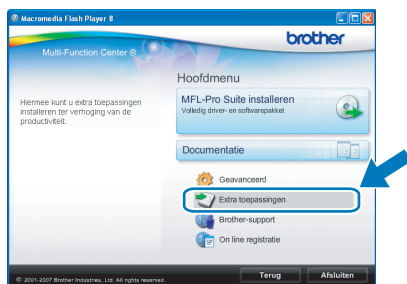 Macromedia Flash Player 8
brother
Multi-Function Center ®
Hoofdmenu
Hiermee kunt u extra toepassingen
installeren ter verhoging van de
productiviteit.
MFL-Pro Suite installeren
Volledig driver- en softwarepakket
Documentatie
Geavanceerd
Extra toepassingen
Brother-support
On line registratie
© 2001-2007 Brother Industries, Ltd. All rights reserved.
Terug
Afsluiten